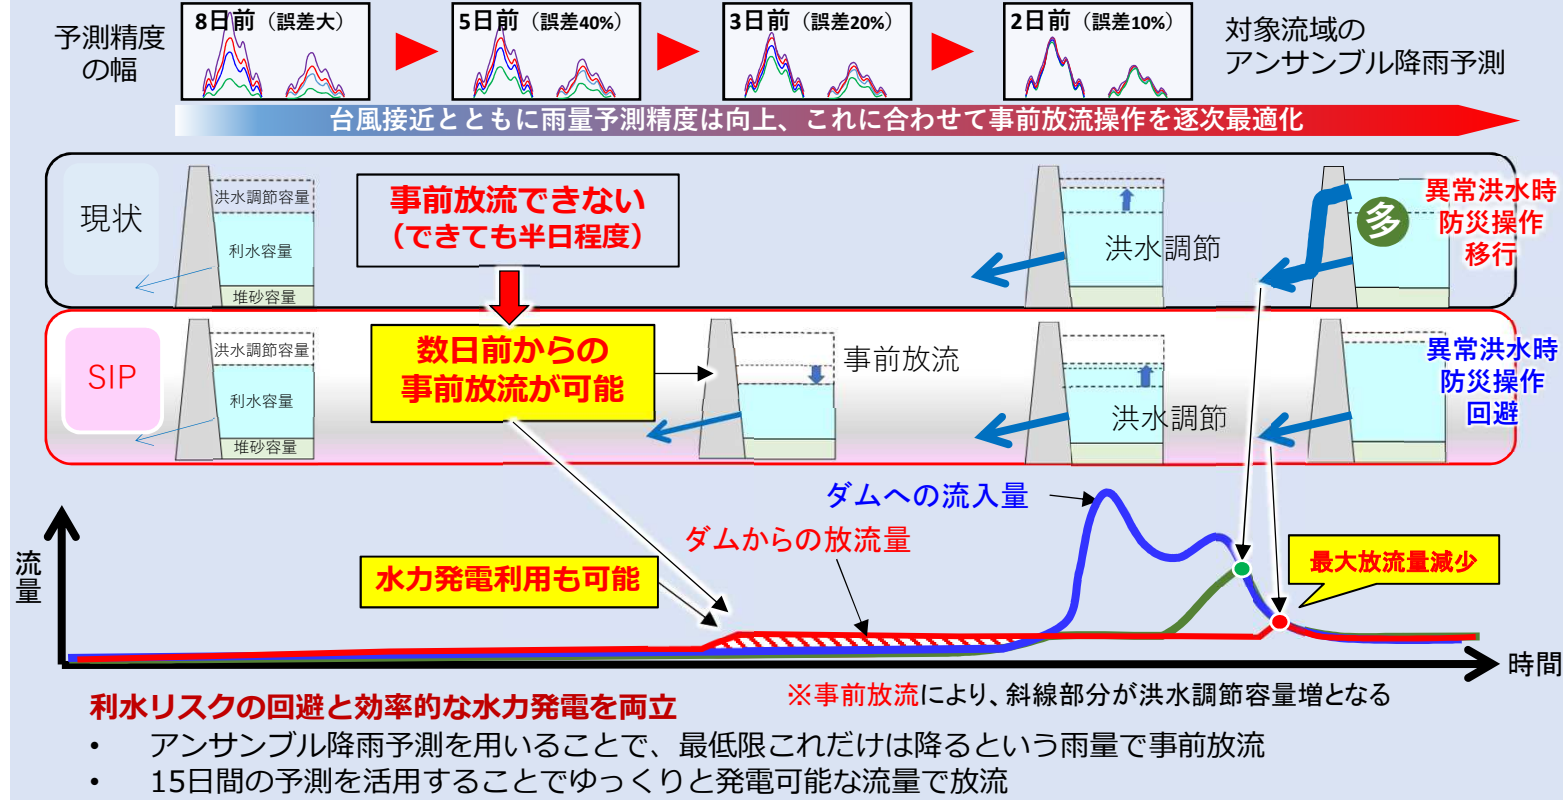 予測精度
の幅
8日前（誤差大）
5日前（誤差40%）
3日前（誤差20%）
2日前（誤差10%）
対象流域の
アンサンブル降雨予測
台風接近とともに雨量予測精度は向上、これに合わせて事前放流操作を逐次最適化
現状
洪水調節容量
利水容量
堆砂容量
事前放流できない
（できても半日程度）
洪水調節
多
異常洪水時
防災操作
移行
SIP
洪水調節容量
利水容量
堆砂容量
数日前からの
事前放流が可能
事前放流
洪水調節
異常洪水時
防災操作
回避
流量
ダムへの流入量
ダムからの放流量
水力発電利用も可能
最大放流量減少
時間
※事前放流により、斜線部分が洪水調節容量増となる
利水リスクの回避と効率的な水力発電を両立
• アンサンブル降雨予測を用いることで、最低限これだけは降るという雨量で事前放流
• 15日間の予測を活用することでゆっくりと発電可能な流量で放流